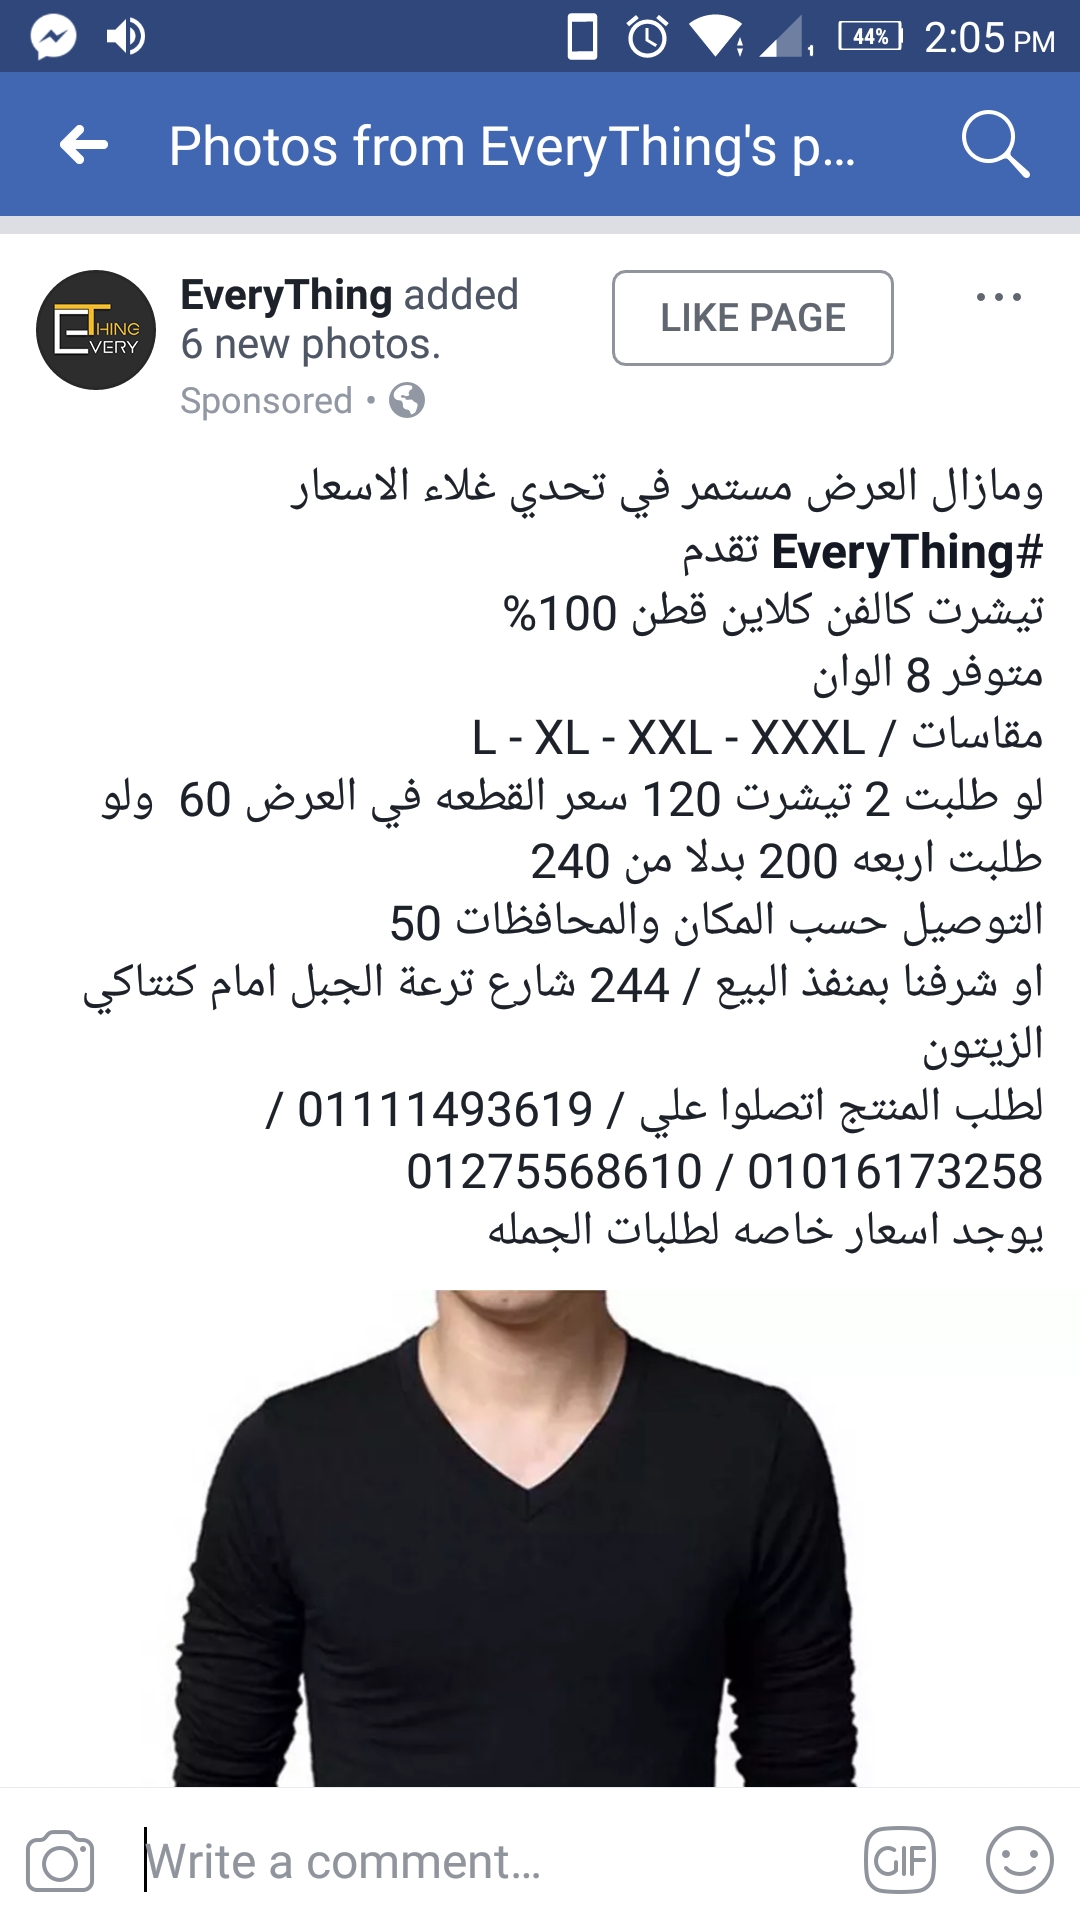 44% 2:05 PM
Photos from EveryThing's p...
EveryThing added
6 new photos.
LIKE PAGE
Sponsored
THING
EVERY
ومازال العرض مستمر في تحدي غلاء الاسعار
#EveryThing تقدم
تيشرت كالفن كلاين قطن 100%
متوفر 8 الوان
مقاسات / L - XL - XXL - XXXL
لو طلبت 2 تيشرت 120 سعر القطعه في العرض 60 ولو
طلبت اربعه 200 بدلا من 240
التوصيل حسب المكان والمحافظات 50
او شرفنا بمنفذ البيع / 244 شارع ترعة الجبل امام كنتاكي
الزيتون
لطلب المنتج اتصلوا علي / 01111493619 /
01275568610 / 01016173258
يوجد اسعار خاصه لطلبات الجمله
Write a comment...
GIF